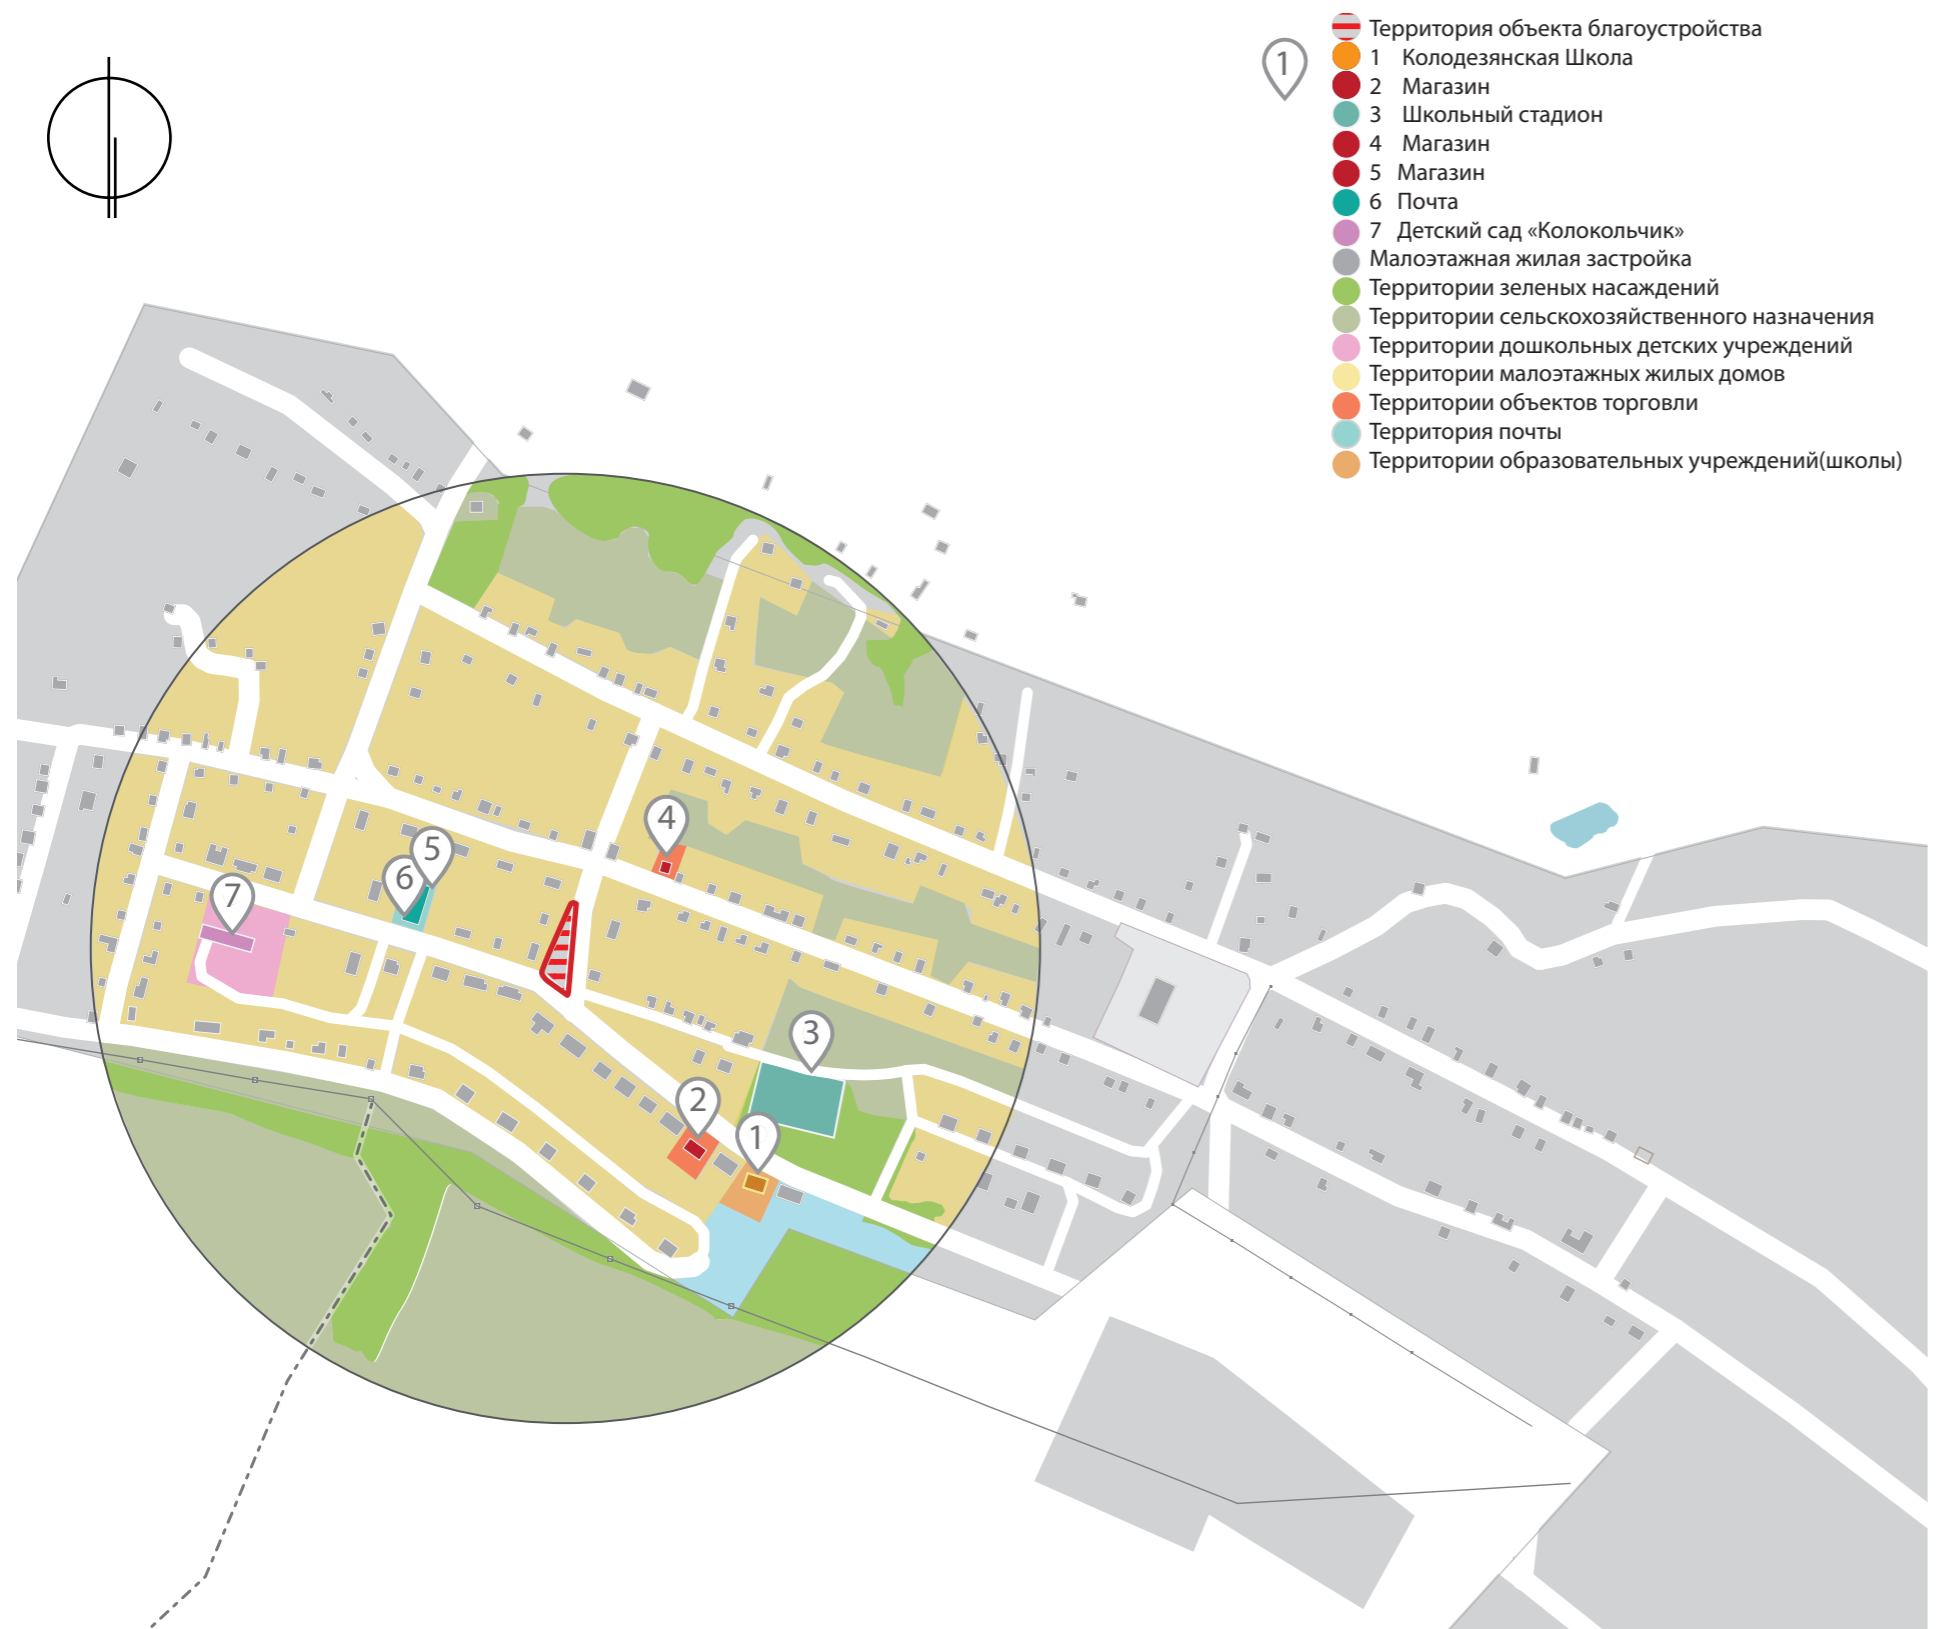 Территория объекта благоустройства
1 Колодезянская Школа
1
2 Магазин
3 Школьный стадион
4 Магазин
5 Магазин
6 Почта
7 Детский сад «Колокольчик»
Малоэтажная жилая застройка
Территории зеленых насаждений
Территории сельскохозяйственного назначения
Территории дошкольных детских учреждений
Территории малоэтажных жилых домов
Территории объектов торговли
Территория почты
Территории образовательных учреждений(школы)
4
5
6
7
3
2
1